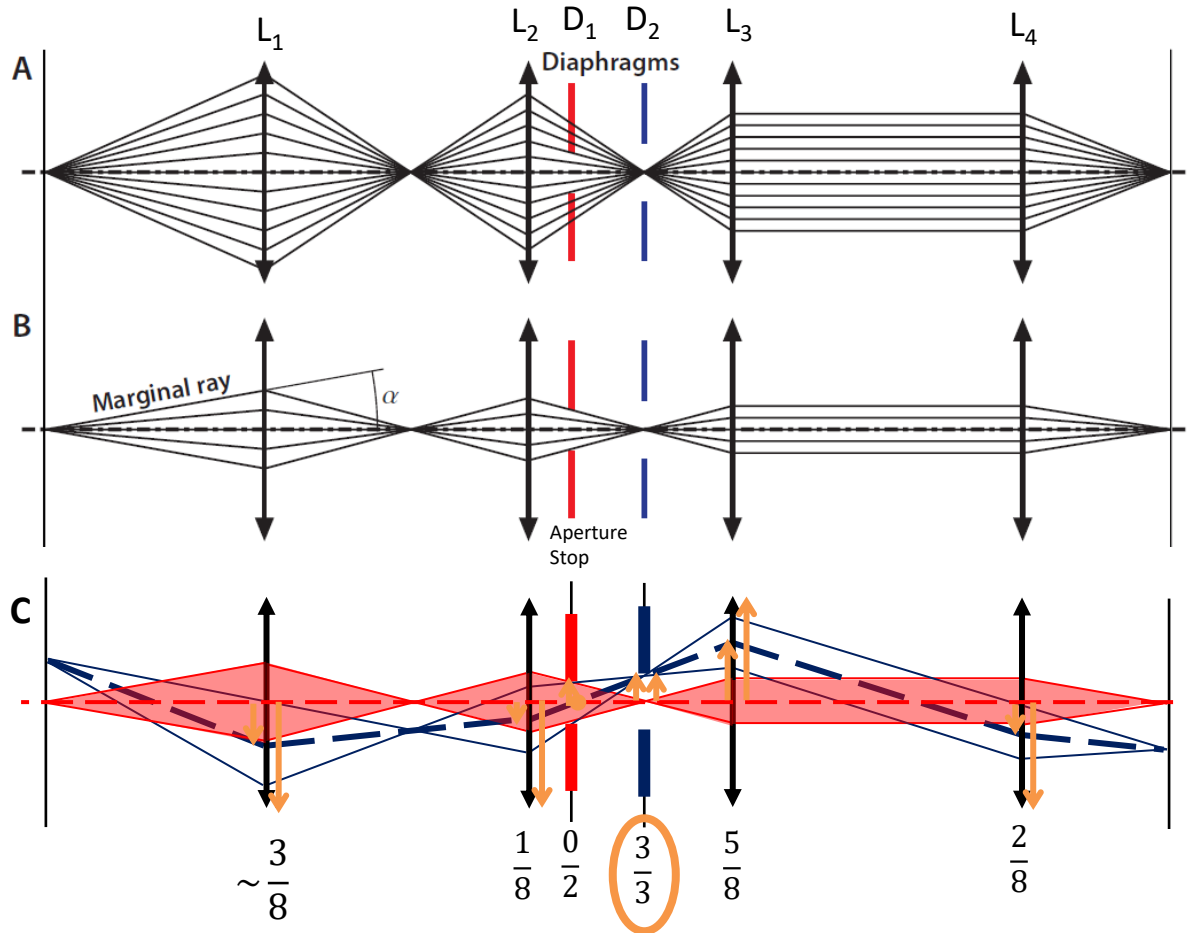 L₁ L₂ D₁ D₂ L₃ L₄
A
Diaphragms
B
Marginal ray
α
Aperture
Stop
C
~ 3/8 1/8 0/2 3/3 5/8 2/8